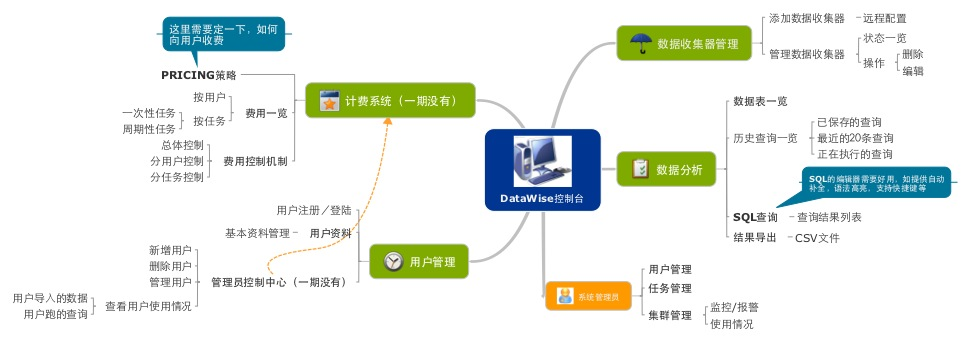 这里需要定一下，如何
向用户收费
PRICING策略
按用户
一次性任务
周期性任务
按任务
费用一览
总体控制
分用户控制
分任务控制
费用控制机制
计费系统（一期没有）
用户注册／登陆
基本资料管理
用户资料
新增用户
删除用户
管理用户
用户导入的数据
用户跑的查询
查看用户使用情况
管理员控制中心（一期没有）
用户管理
DataWise控制台
数据收集器管理
添加数据收集器
远程配置
管理数据收集器
状态一览
操作
删除
编辑
数据分析
数据表一览
历史查询一览
已保存的查询
最近的20条查询
正在执行的查询
SQL的编辑器需要好用，如提供自动
补全，语法高亮，支持快捷键等
SQL查询
查询结果列表
结果导出
CSV文件
系统管理员
用户管理
任务管理
集群管理
监控/报警
使用情况